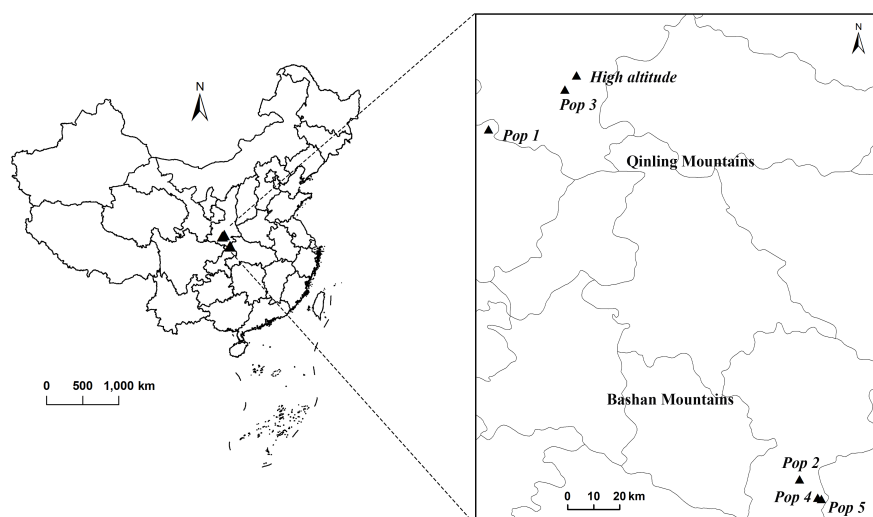 N
0 500 1,000 km
N
High altitude
Pop 3
Pop 1
Qinling Mountains
Bashan Mountains
Pop 2
Pop 4 Pop 5
0 10 20 km